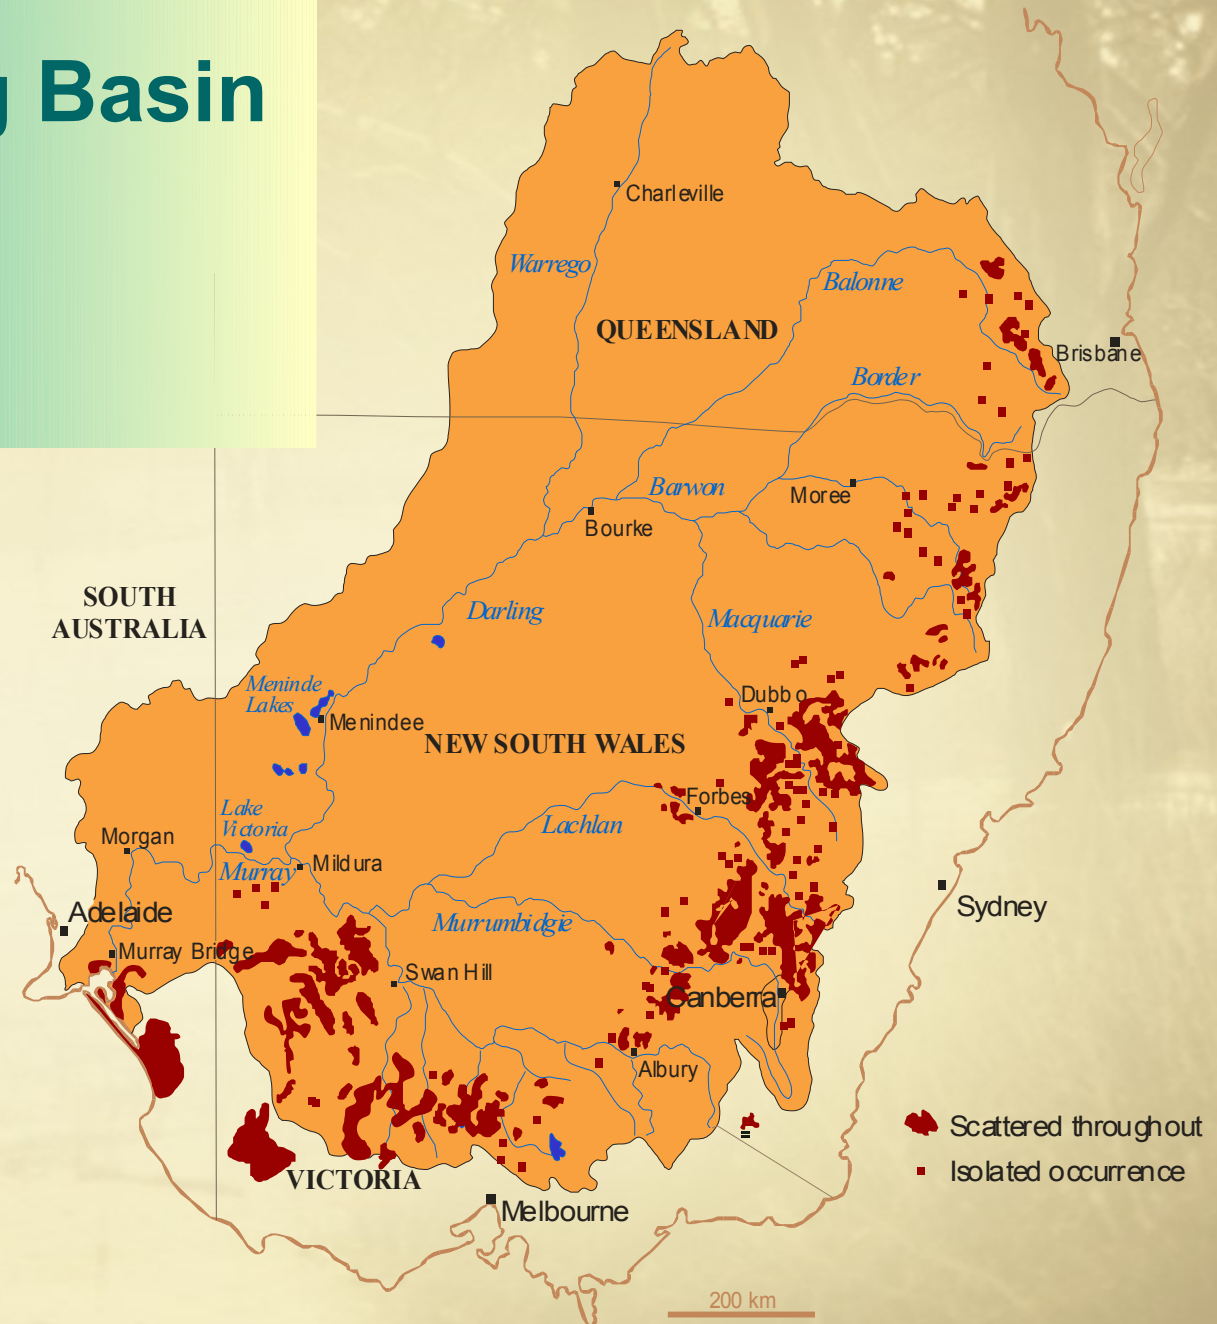 g Basin
Charleville
Warrego
Balonne
QUEENSLAND
Brisbane
Border
Barwon
Moree
Bourke
SOUTH
AUSTRALIA
Darling
Macquarie
Meninde
Lakes
Menindee
Dubbo
NEW SOUTH WALES
Forbes
Lake
Victoria
Lachlan
Morgan
Murray
Mildura
Adelaide
Sydney
Murrumbidgie
Murray Bridge
Swan Hill
Canberra
Albury
Scattered throughout
Isolated occurrence
VICTORIA
Melbourne
200 km